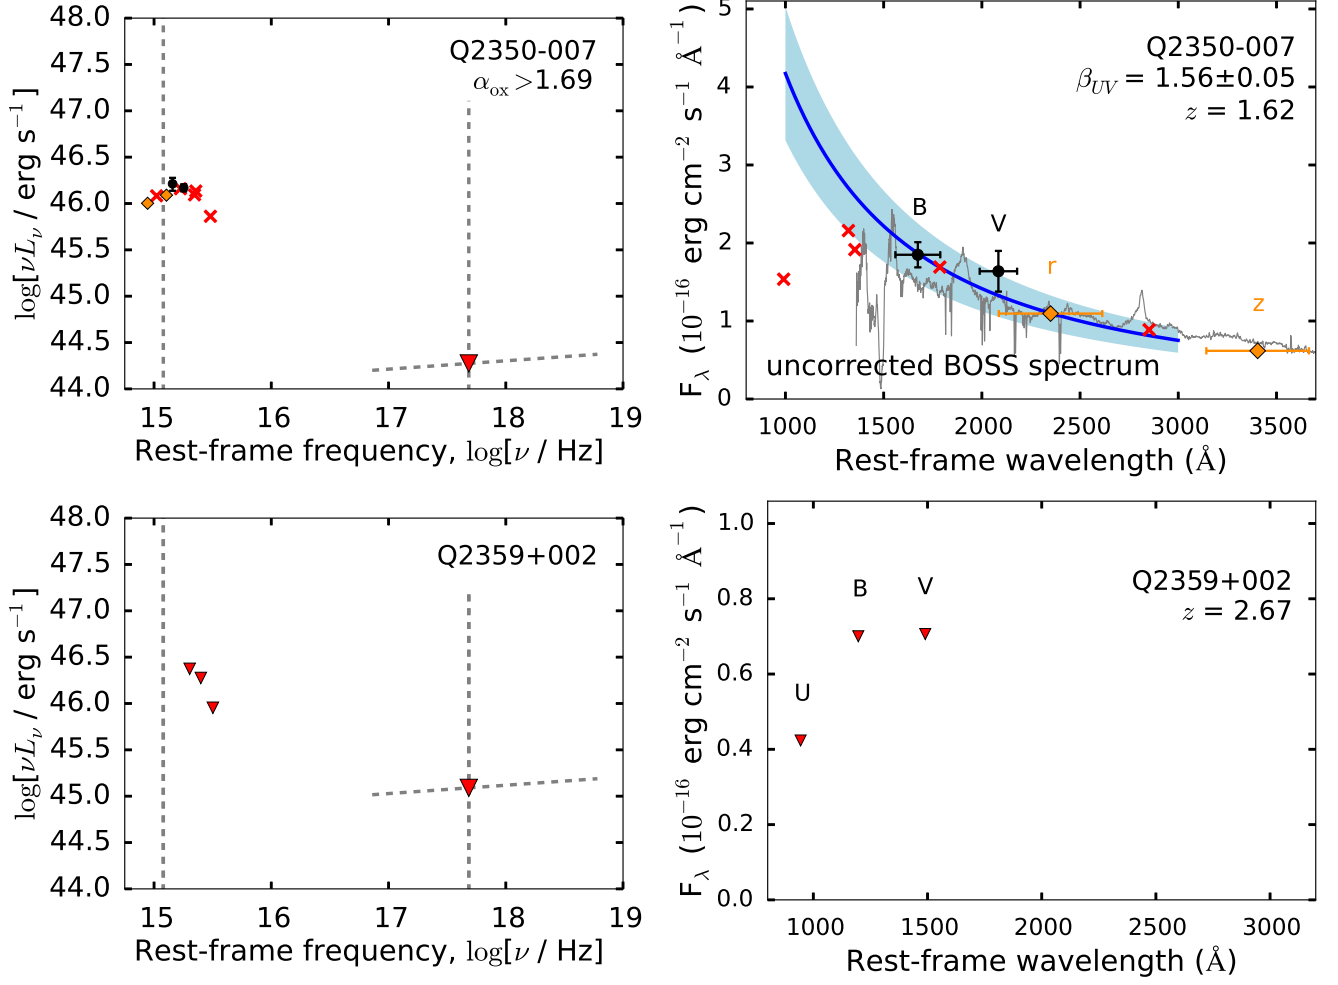 48.0
47.5
47.0
46.5
46.0
45.5
45.0
44.5
44.0
log[νL_ν / erg s⁻¹]
Q2350-007
α_ox >1.69
15 16 17 18 19
Rest-frame frequency, log[ν / Hz]
5
4
3
2
1
0
F_λ (10⁻¹⁶ erg cm⁻² s⁻¹ Å⁻¹)
Q2350-007
β_UV = 1.56±0.05
z = 1.62
B
V
r
z
uncorrected BOSS spectrum
1000 1500 2000 2500 3000 3500
Rest-frame wavelength (Å)
48.0
47.5
47.0
46.5
46.0
45.5
45.0
44.5
44.0
log[νL_ν / erg s⁻¹]
Q2359+002
15 16 17 18 19
Rest-frame frequency, log[ν / Hz]
1.0
0.8
0.6
0.4
0.2
0.0
F_λ (10⁻¹⁶ erg cm⁻² s⁻¹ Å⁻¹)
Q2359+002
z = 2.67
B
V
U
1000 1500 2000 2500 3000
Rest-frame wavelength (Å)